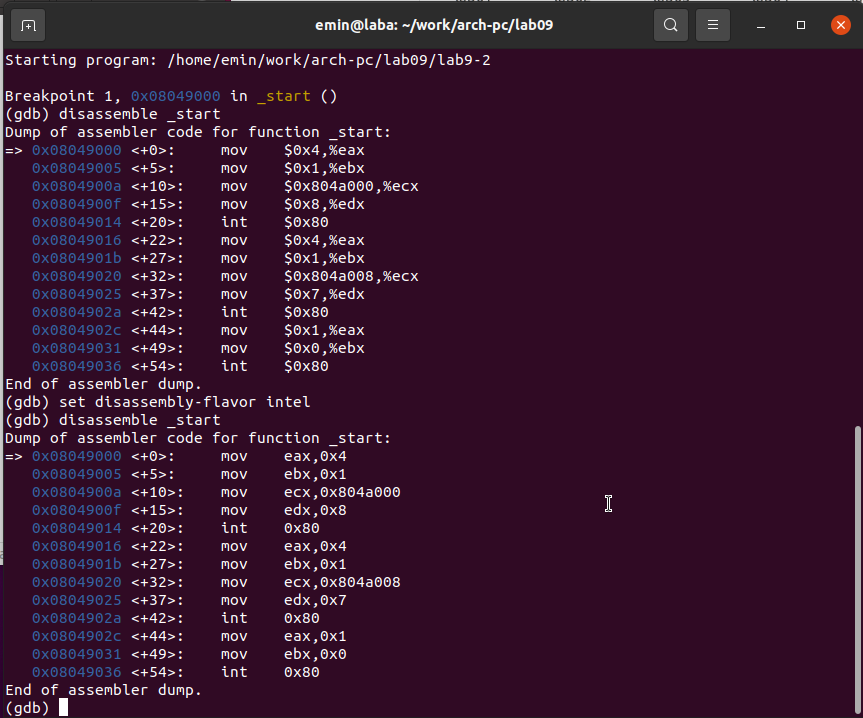 emin@laba: ~/work/arch-pc/lab09
Starting program: /home/emin/work/arch-pc/lab09/lab9-2

Breakpoint 1, 0x08049000 in _start ()
(gdb) disassemble _start
Dump of assembler code for function _start:
=> 0x08049000 <+0>:     mov    $0x4,%eax
   0x08049005 <+5>:     mov    $0x1,%ebx
   0x0804900a <+10>:    mov    $0x804a000,%ecx
   0x0804900f <+15>:    mov    $0x8,%edx
   0x08049014 <+20>:    int    $0x80
   0x08049016 <+22>:    mov    $0x4,%eax
   0x0804901b <+27>:    mov    $0x1,%ebx
   0x08049020 <+32>:    mov    $0x804a008,%ecx
   0x08049025 <+37>:    mov    $0x7,%edx
   0x0804902a <+42>:    int    $0x80
   0x0804902c <+44>:    mov    $0x1,%eax
   0x08049031 <+49>:    mov    $0x0,%ebx
   0x08049036 <+54>:    int    $0x80
End of assembler dump.
(gdb) set disassembly-flavor intel
(gdb) disassemble _start
Dump of assembler code for function _start:
=> 0x08049000 <+0>:     mov    eax,0x4
   0x08049005 <+5>:     mov    ebx,0x1
   0x0804900a <+10>:    mov    ecx,0x804a000
   0x0804900f <+15>:    mov    edx,0x8
   0x08049014 <+20>:    int    0x80
   0x08049016 <+22>:    mov    eax,0x4
   0x0804901b <+27>:    mov    ebx,0x1
   0x08049020 <+32>:    mov    ecx,0x804a008
   0x08049025 <+37>:    mov    edx,0x7
   0x0804902a <+42>:    int    0x80
   0x0804902c <+44>:    mov    eax,0x1
   0x08049031 <+49>:    mov    ebx,0x0
   0x08049036 <+54>:    int    0x80
End of assembler dump.
(gdb)